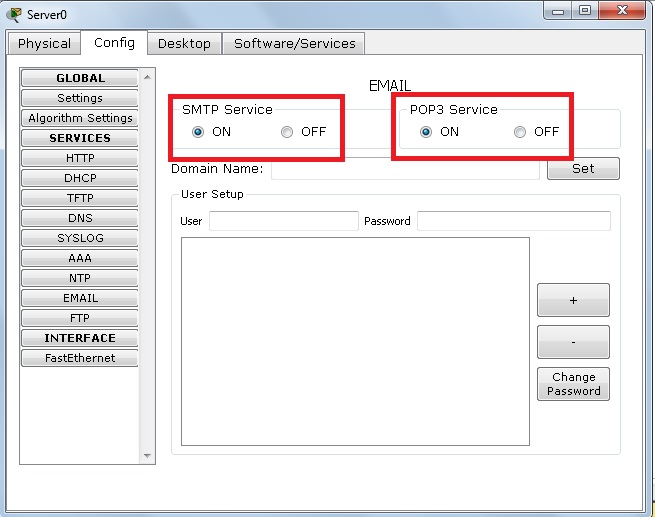 Server0
Physical Config Desktop Software/Services
GLOBAL
Settings
Algorithm Settings
SERVICES
HTTP
DHCP
TFTP
DNS
SYSLOG
AAA
NTP
EMAIL
FTP
INTERFACE
FastEthernet
EMAIL
SMTP Service
ON OFF
POP3 Service
ON OFF
Domain Name: Set
User Setup
User Password
+
-
Change
Password